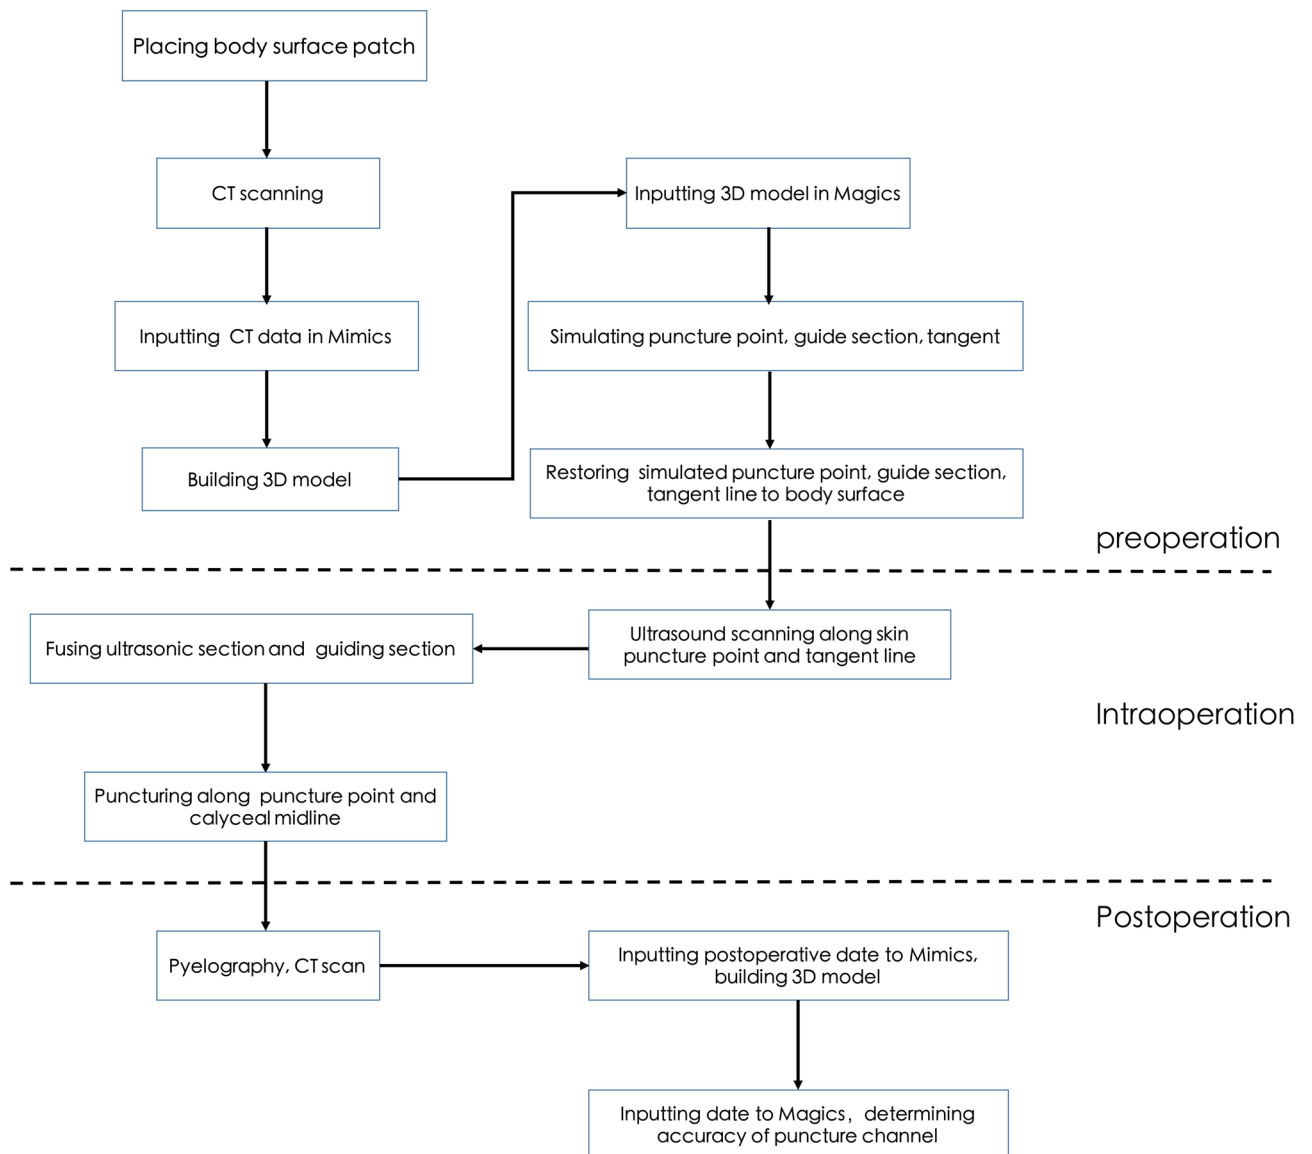 Placing body surface patch
CT scanning
Inputting CT data in Mimics
Building 3D model
Inputting 3D model in Magics
Simulating puncture point, guide section, tangent
Restoring simulated puncture point, guide section,
tangent line to body surface
preoperation
Ultrasound scanning along skin
puncture point and tangent line
Fusing ultrasonic section and guiding section
Intraoperation
Puncturing along puncture point and
calyceal midline
Postoperation
Pyelography, CT scan
Inputting postoperative date to Mimics,
building 3D model
Inputting date to Magics, determining
accuracy of puncture channel